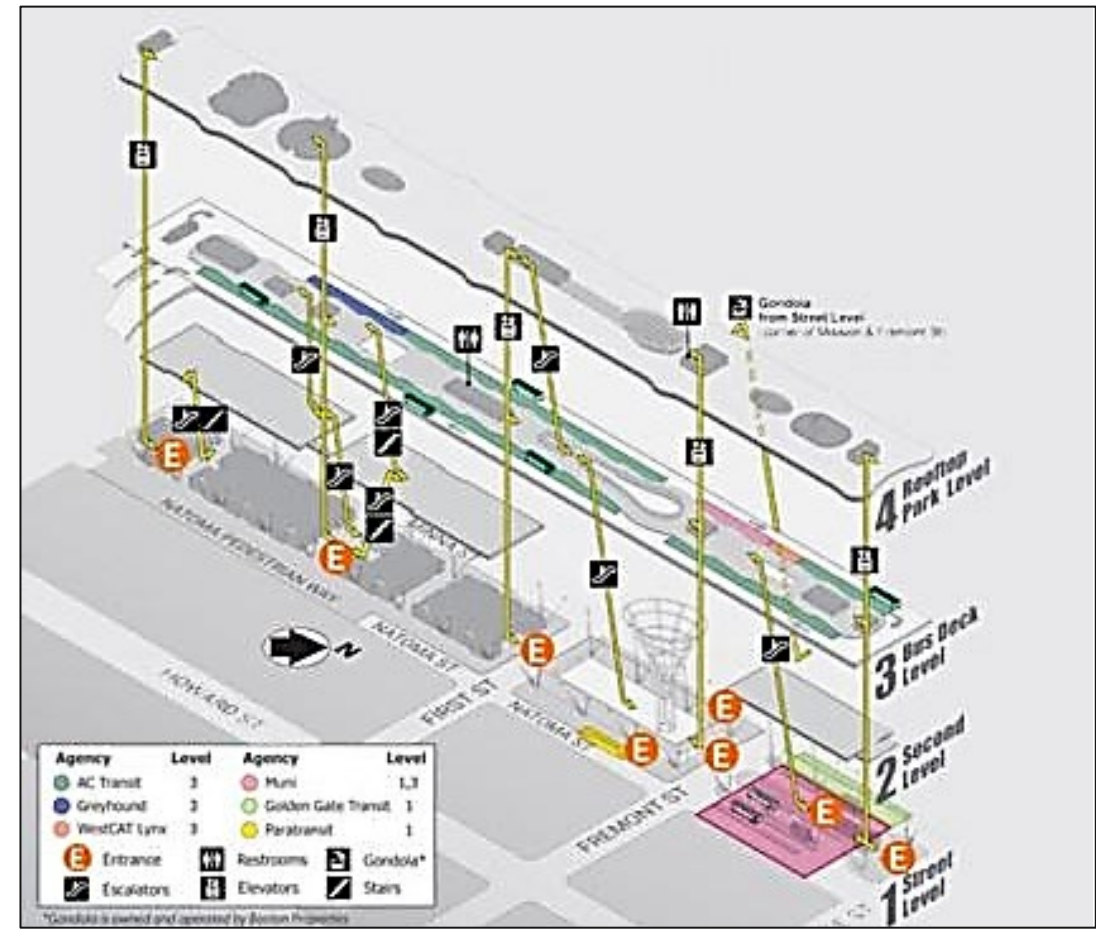 Gondola
from Street Level
4 Rooftop
Park Level
3 Bus Deck
Level
2 Second
Level
1 Street
Level
NATOMA PEDESTRIAN WAY
NATOMA ST
HOWARD ST
FIRST ST
NATOMA ST
FREMONT ST
E
E
E
E
E
E
E
E
N
Agency Level Agency Level
AC Transit 3 Muni 1,3
Greyhound 3 Golden Gate Transit 1
WestCAT Lynx 3 Paratransit 1
E Entrance Restrooms Gondola*
Escalators Elevators Stairs
*Gondola is owned and operated by Boston Properties